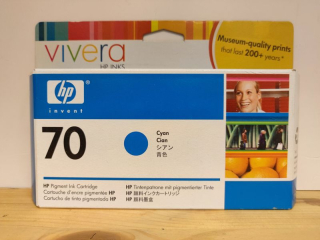 vivera
BY HP INKS
Museum-quality prints
that last 200+ years*
hp
invent
70
Cyan
Cian
シアン
青色
HP Pigment Ink Cartridge
Cartouche d'encre pigmentée HP
Cartucho de tinta pigmentada HP
HP Tintenpatrone mit pigmentierter Tinte
HP 顔料インクカートリッジ
HP 颜料墨盒